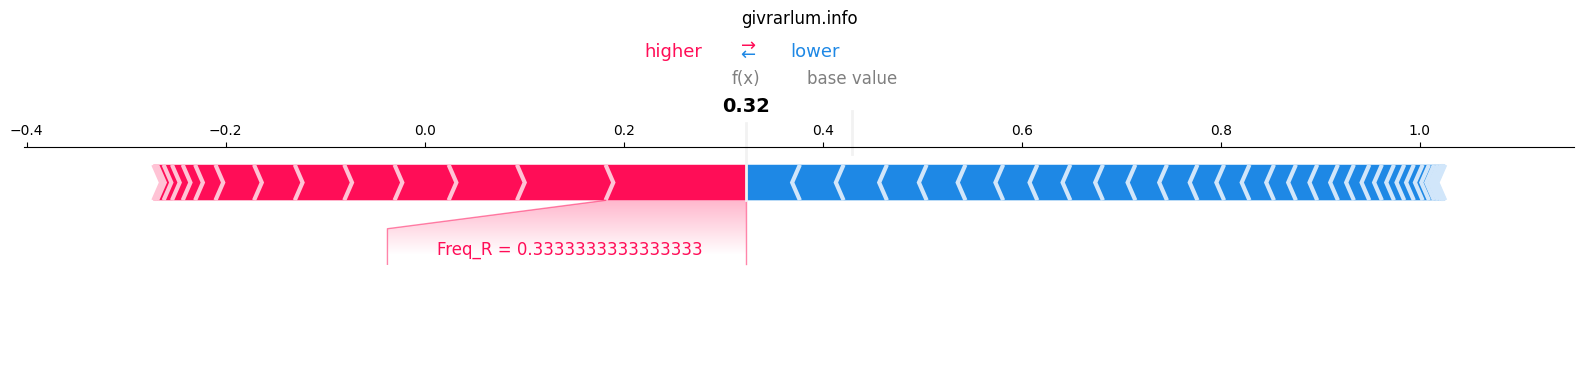 givrarlum.info
higher → ← lower
f(x) base value
0.32
−0.4 −0.2 0.0 0.2 0.4 0.6 0.8 1.0
Freq_R = 0.3333333333333333